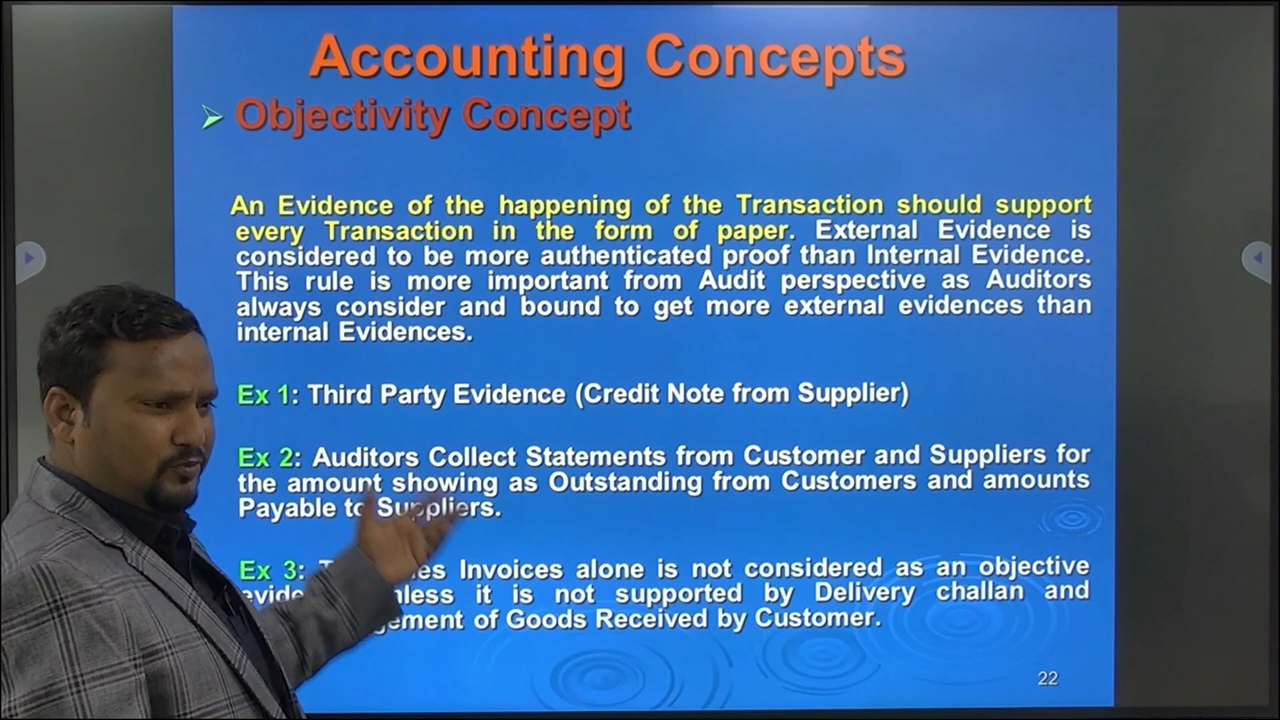 Accounting Concepts
Objectivity Concept
An Evidence of the happening of the Transaction should support
every Transaction in the form of paper. External Evidence is
considered to be more authenticated proof than Internal Evidence.
This rule is more important from Audit perspective as Auditors
always consider and bound to get more external evidences than
internal Evidences.
Ex 1: Third Party Evidence (Credit Note from Supplier)
Ex 2: Auditors Collect Statements from Customer and Suppliers for
the amount showing as Outstanding from Customers and amounts
Payable to Suppliers.
Ex 3: Invoices alone is not considered as an objective
it is not supported by Delivery challan and
of Goods Received by Customer.
22